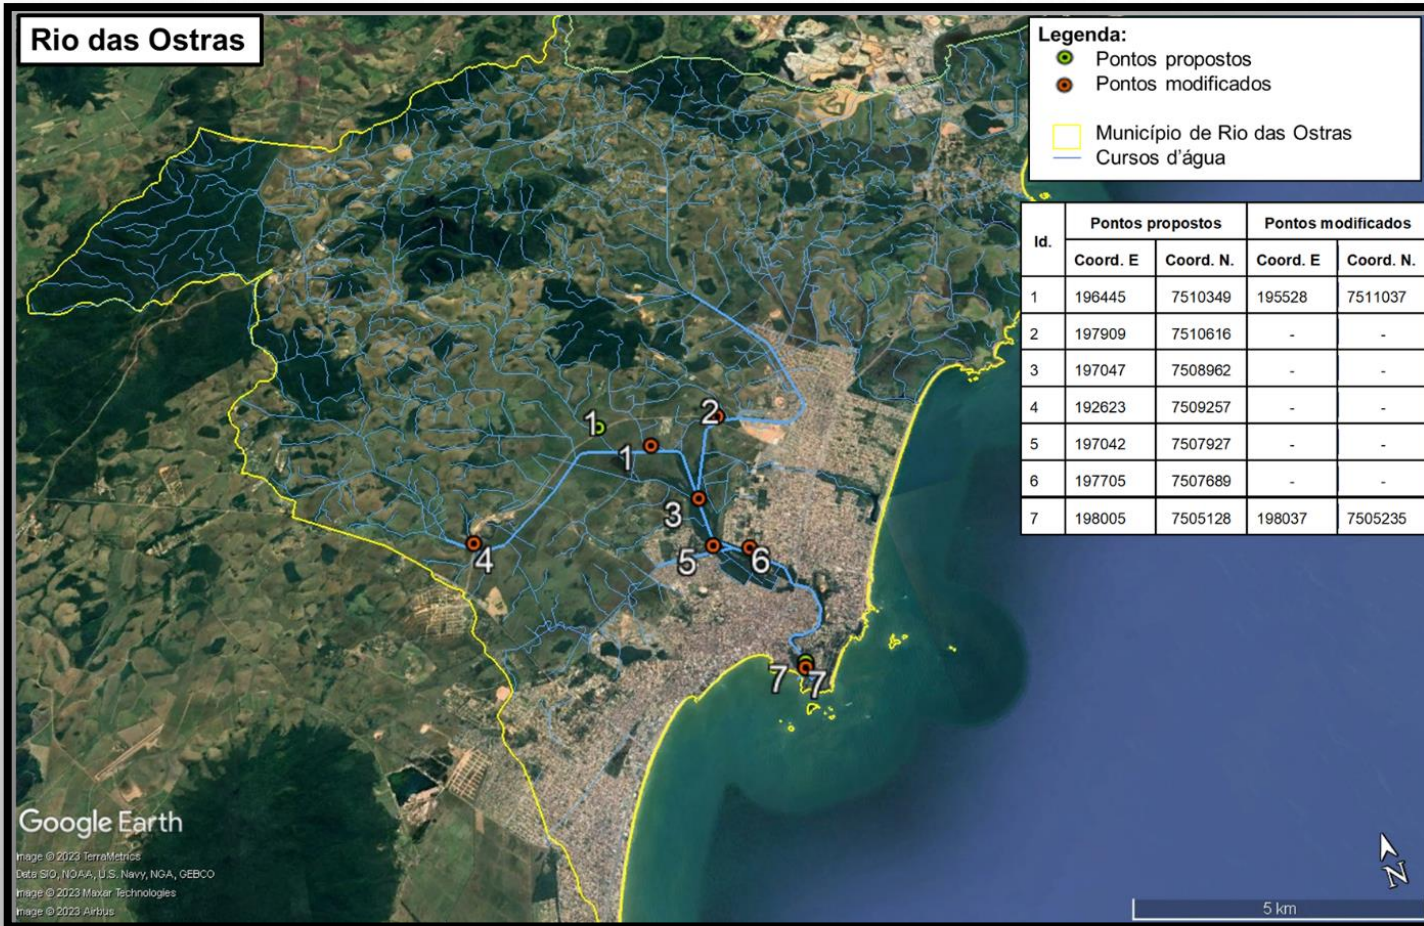 Rio das Ostras
Legenda:
Pontos propostos
Pontos modificados
Município de Rio das Ostras
Cursos d'água
Id. Pontos propostos Pontos modificados
Coord. E Coord. N. Coord. E Coord. N.
1 196445 7510349 195528 7511037
2 197909 7510616 - -
3 197047 7508962 - -
4 192623 7509257 - -
5 197042 7507927 - -
6 197705 7507689 - -
7 198005 7505128 198037 7505235
1
2
1
3
4
5
6
7
7
Google Earth
Image © 2023 TerraMetrics
Data SIO, NOAA, U.S. Navy, NGA, GEBCO
Image © 2023 Maxar Technologies
Image © 2023 Airbus
N
5 km